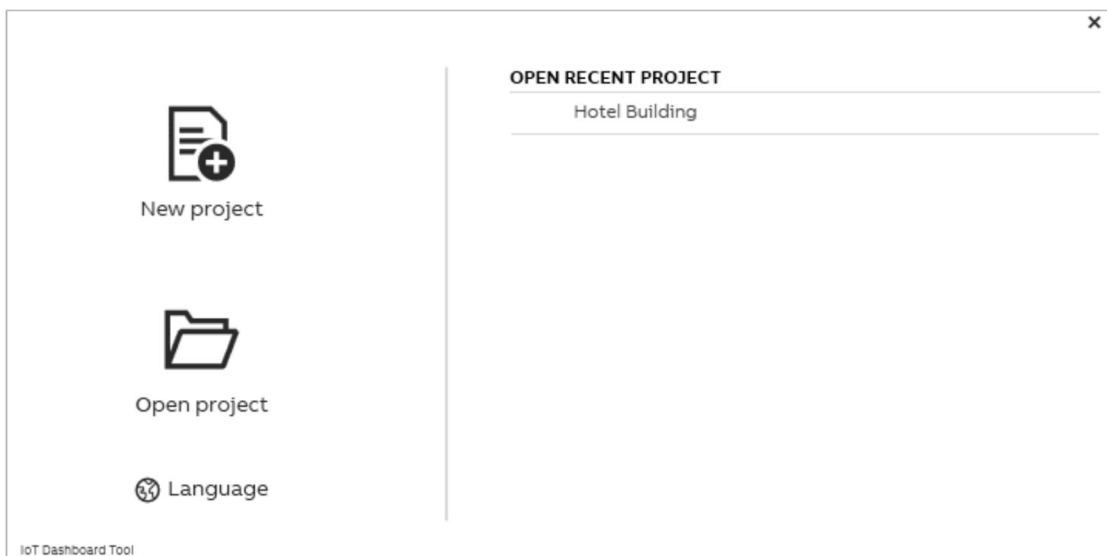 OPEN RECENT PROJECT
Hotel Building
New project
Open project
Language
IoT Dashboard Tool